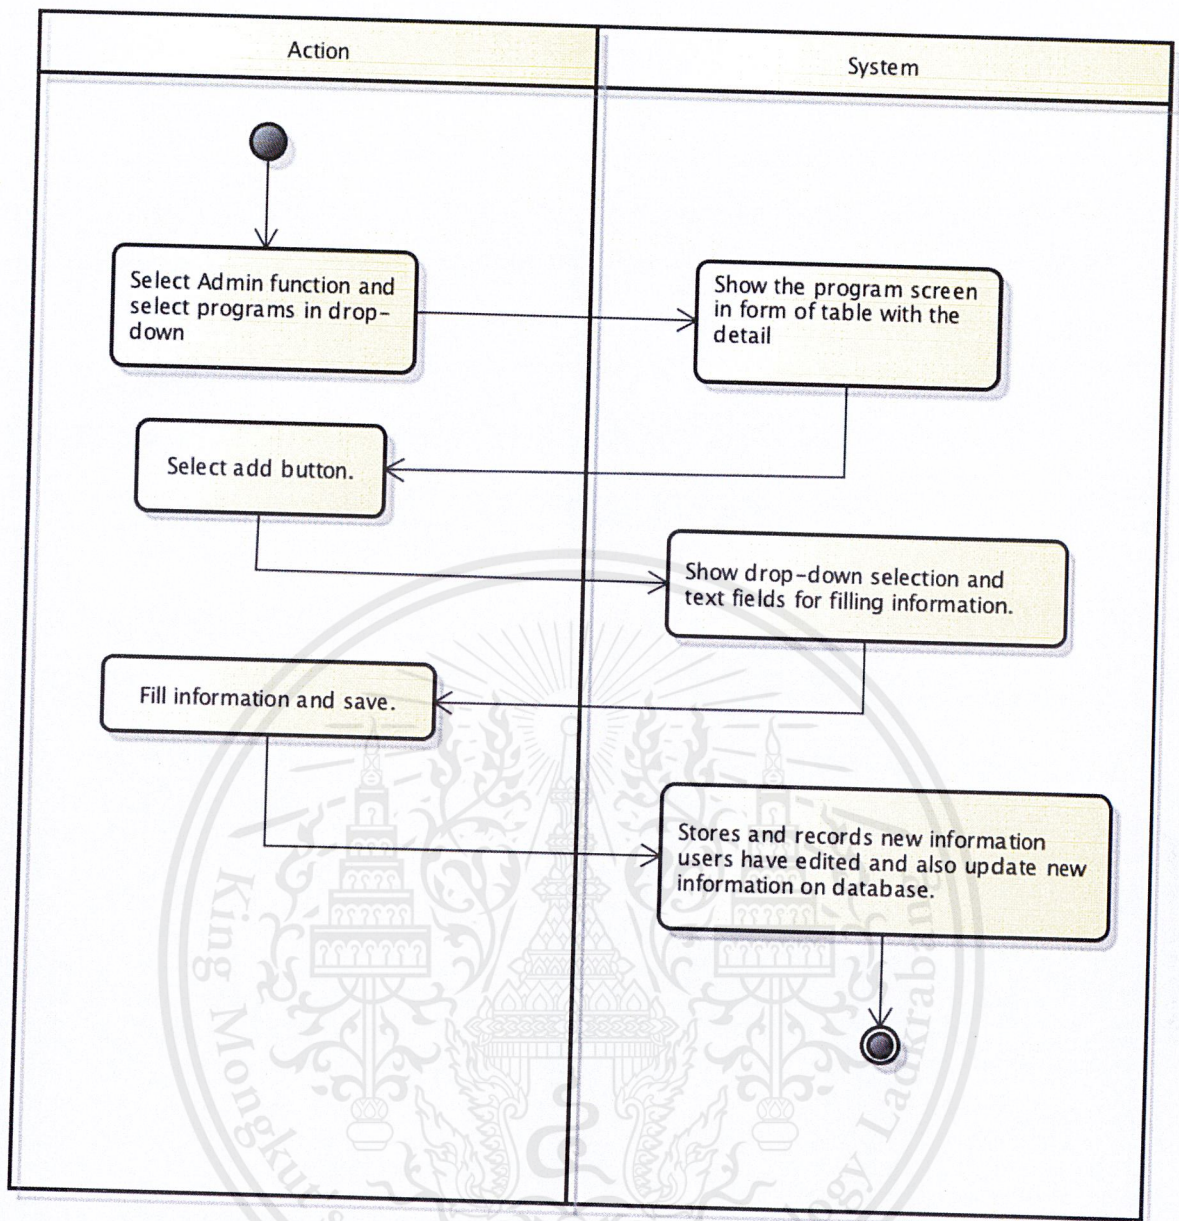 Action
System
Select Admin function and
select programs in drop-
down
Show the program screen
in form of table with the
detail
Select add button.
Show drop-down selection and
text fields for filling information.
Fill information and save.
Stores and records new information
users have edited and also update new
information on database.
King Mongkut's
Ladkrabang